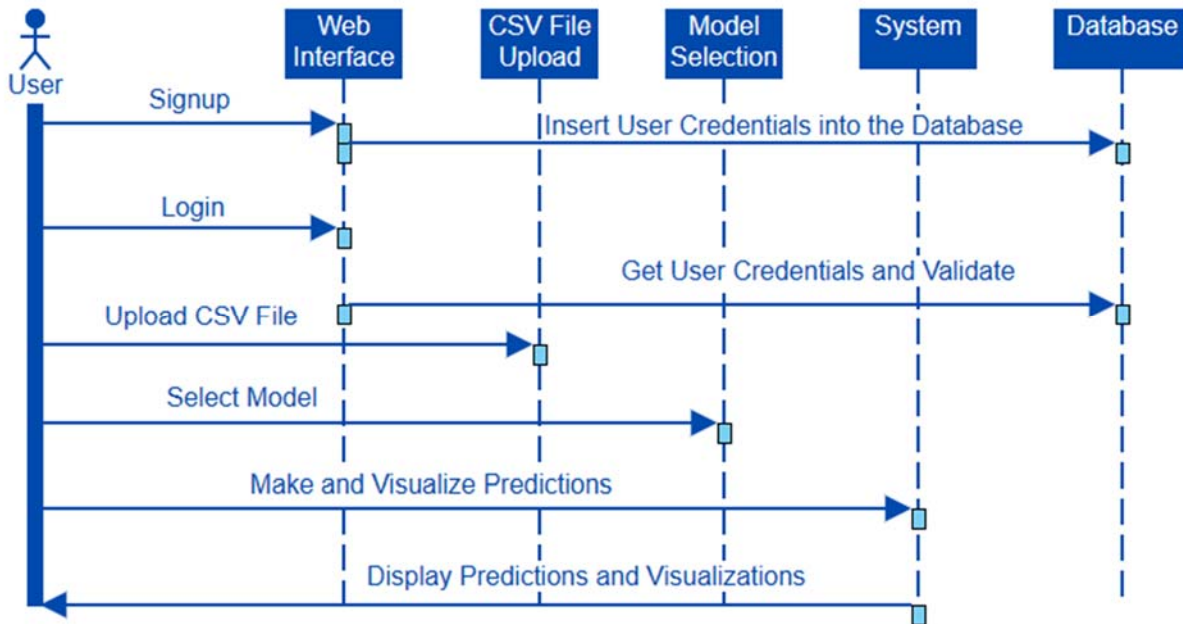 Web
Interface
CSV File
Upload
Model
Selection
System
Database
User
Signup
Insert User Credentials into the Database
Login
Get User Credentials and Validate
Upload CSV File
Select Model
Make and Visualize Predictions
Display Predictions and Visualizations